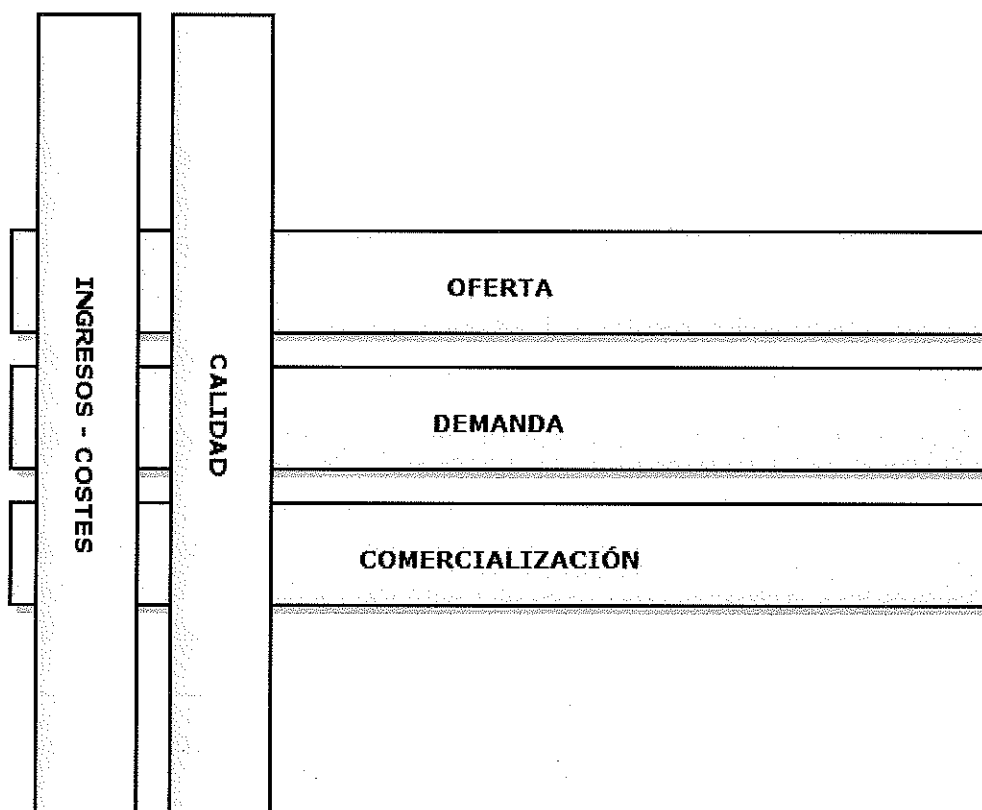 INGRESOS - COSTES
CALIDAD
OFERTA
DEMANDA
COMERCIALIZACIÓN